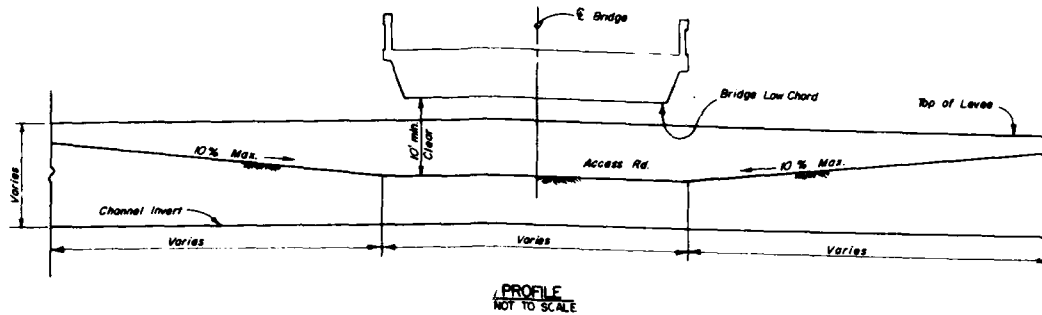 ℄ Bridge
Bridge Low Chord
Top of Levee
10' min.
Clear
10% Max.
Access Rd.
10% Max.
Varies
Channel Invert
Varies
Varies
Varies
PROFILE
NOT TO SCALE